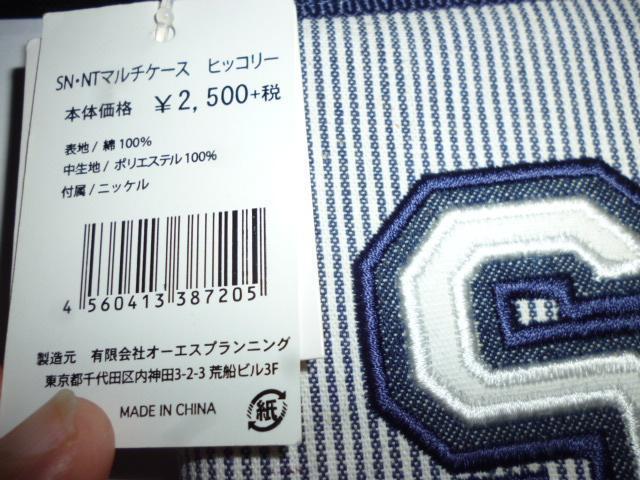 SN・NTマルチケース ヒッコリー
本体価格 ¥2,500+税
表地/綿100%
中生地/ポリエステル100%
付属/ニッケル
4 560413 387205
製造元 有限会社オーエスプランニング
東京都千代田区内神田3-2-3 荒船ビル3F
MADE IN CHINA
紙